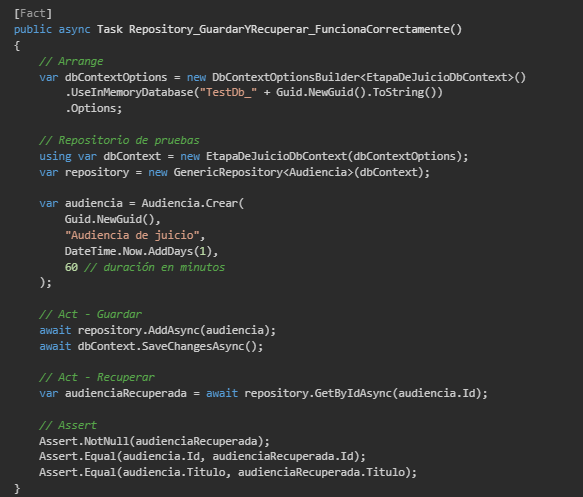 [Fact]
public async Task Repository_GuardarYRecuperar_FuncionaCorrectamente()
{
    // Arrange
    var dbContextOptions = new DbContextOptionsBuilder<EtapaDeJuicioDbContext>()
        .UseInMemoryDatabase("TestDb_" + Guid.NewGuid().ToString())
        .Options;

    // Repositorio de pruebas
    using var dbContext = new EtapaDeJuicioDbContext(dbContextOptions);
    var repository = new GenericRepository<Audiencia>(dbContext);

    var audiencia = Audiencia.Crear(
        Guid.NewGuid(),
        "Audiencia de juicio",
        DateTime.Now.AddDays(1),
        60 // duración en minutos
    );

    // Act - Guardar
    await repository.AddAsync(audiencia);
    await dbContext.SaveChangesAsync();

    // Act - Recuperar
    var audienciaRecuperada = await repository.GetByIdAsync(audiencia.Id);

    // Assert
    Assert.NotNull(audienciaRecuperada);
    Assert.Equal(audiencia.Id, audienciaRecuperada.Id);
    Assert.Equal(audiencia.Titulo, audienciaRecuperada.Titulo);
}